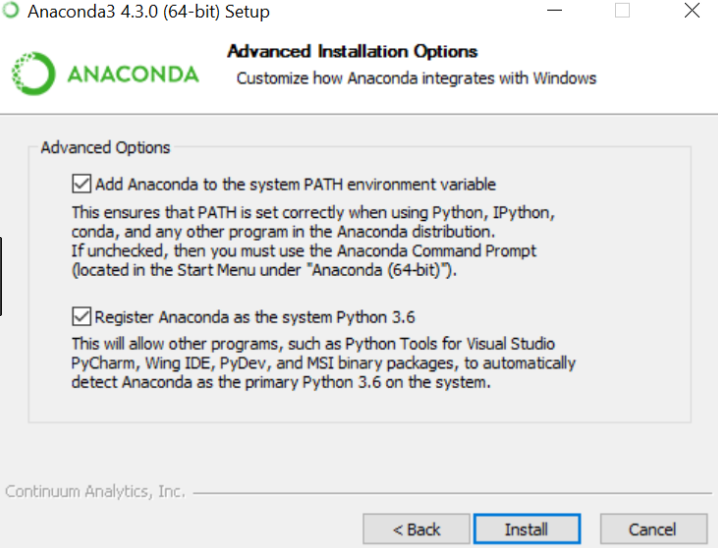 Anaconda3 4.3.0 (64-bit) Setup
ANACONDA
Advanced Installation Options
Customize how Anaconda integrates with Windows
Advanced Options
Add Anaconda to the system PATH environment variable
This ensures that PATH is set correctly when using Python, IPython,
conda, and any other program in the Anaconda distribution.
If unchecked, then you must use the Anaconda Command Prompt
(located in the Start Menu under "Anaconda (64-bit)").
Register Anaconda as the system Python 3.6
This will allow other programs, such as Python Tools for Visual Studio
PyCharm, Wing IDE, PyDev, and MSI binary packages, to automatically
detect Anaconda as the primary Python 3.6 on the system.
Continuum Analytics, Inc.
< Back
Install
Cancel